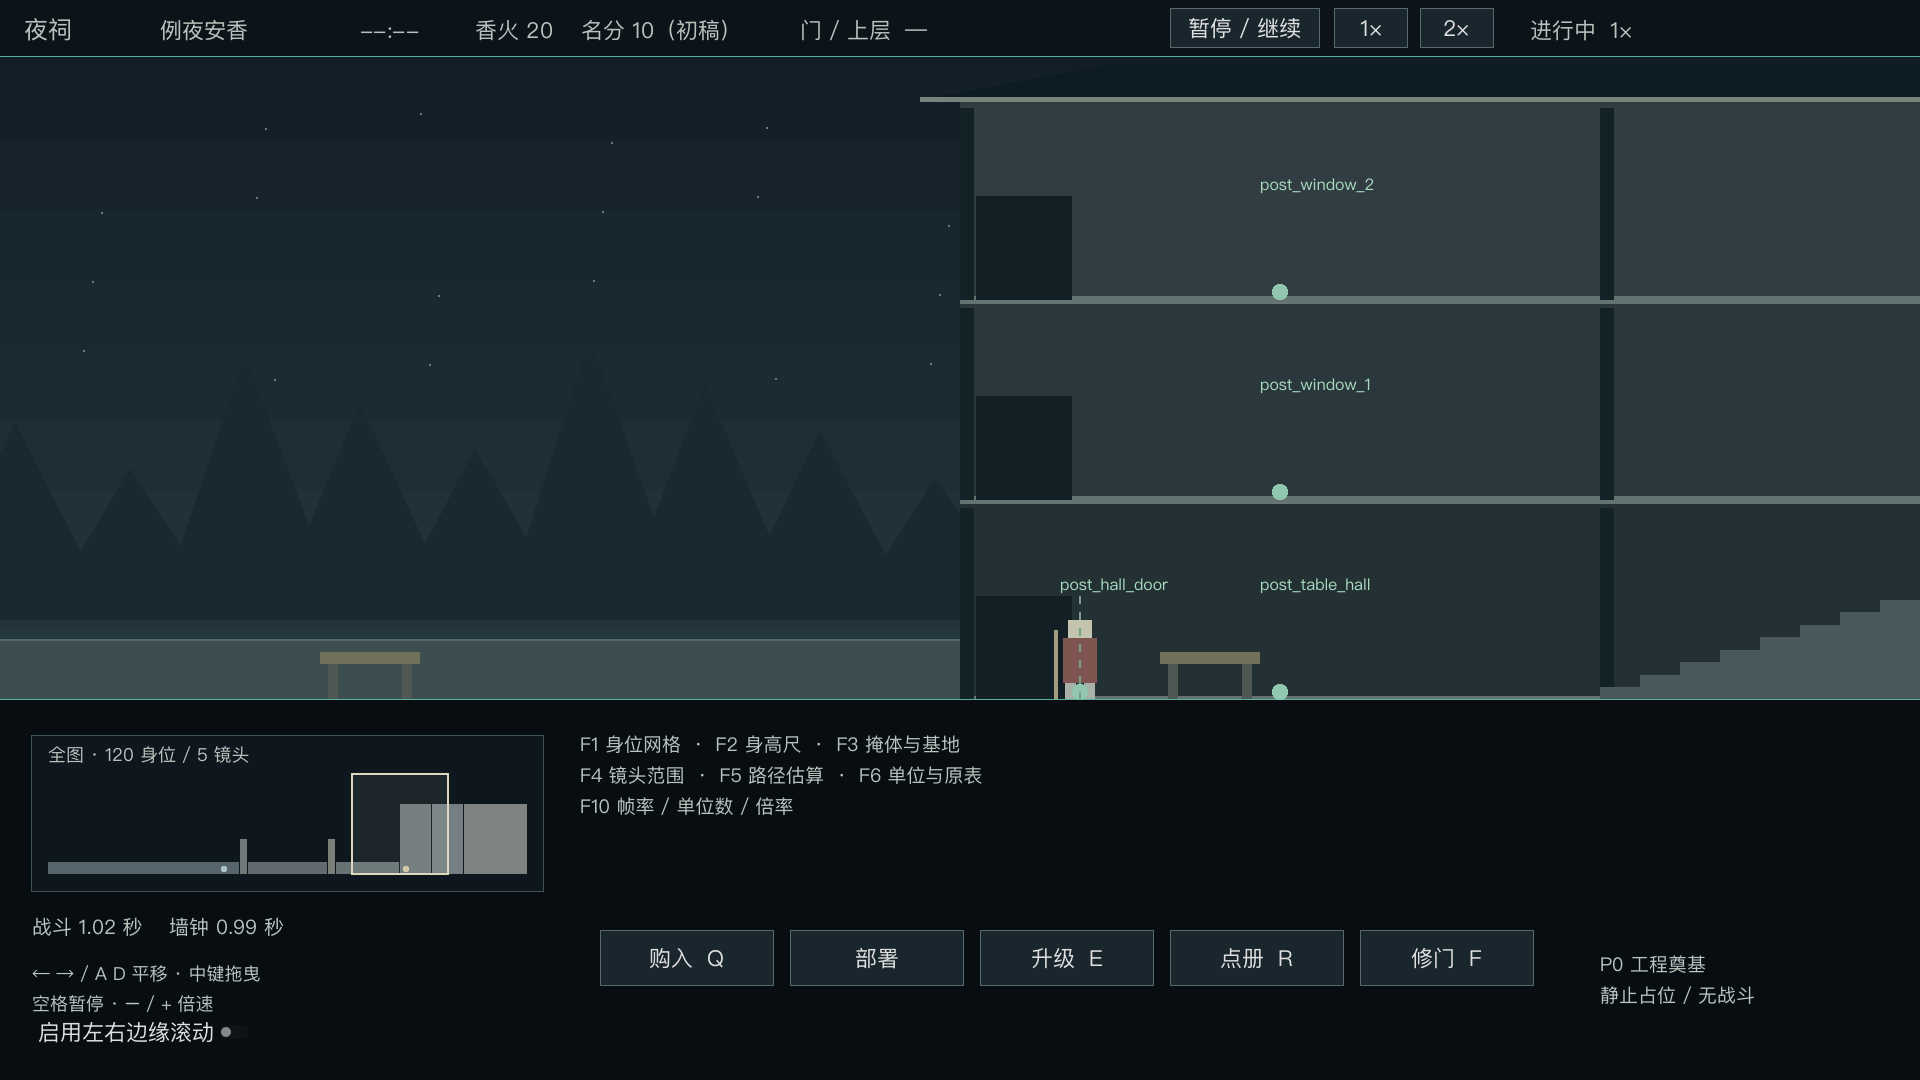 夜祠 例夜安香 --:-- 香火 20 名分 10（初稿） 门 / 上层 — 暂停 / 继续 1× 2× 进行中 1×
post_window_2
post_window_1
post_hall_door post_table_hall
全图 · 120 身位 / 5 镜头
F1 身位网格 · F2 身高尺 · F3 掩体与基地
F4 镜头范围 · F5 路径估算 · F6 单位与原表
F10 帧率 / 单位数 / 倍率
战斗 1.02 秒 墙钟 0.99 秒
购入 Q 部署 升级 E 点册 R 修门 F
← → / A D 平移 · 中键拖曳
空格暂停 · − / + 倍速
启用左右边缘滚动
P0 工程奠基
静止占位 / 无战斗